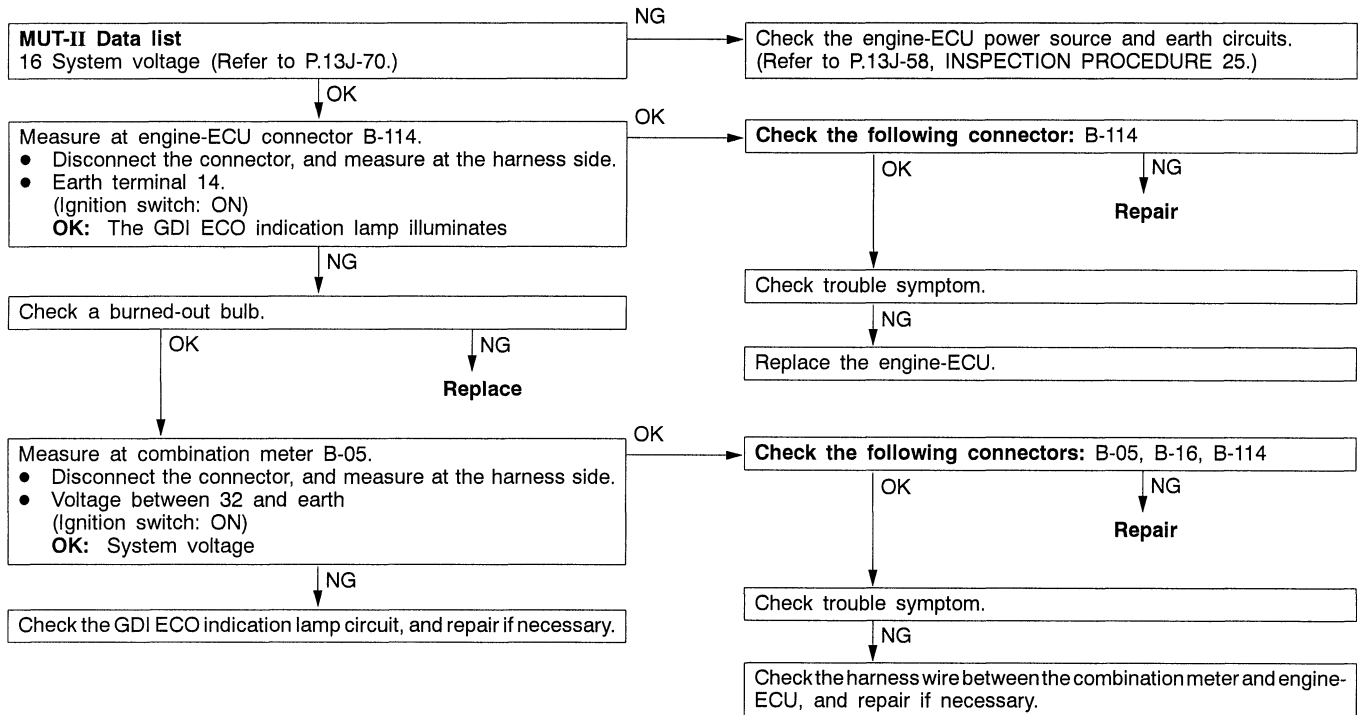 MUT-II Data list
16 System voltage (Refer to P.13J-70.)
NG
Check the engine-ECU power source and earth circuits.
(Refer to P.13J-58, INSPECTION PROCEDURE 25.)
OK
Measure at engine-ECU connector B-114.
● Disconnect the connector, and measure at the harness side.
● Earth terminal 14.
(Ignition switch: ON)
OK: The GDI ECO indication lamp illuminates
OK
Check the following connector: B-114
OK
NG
Repair
Check trouble symptom.
NG
Replace the engine-ECU.
NG
Check a burned-out bulb.
OK
NG
Replace
Measure at combination meter B-05.
● Disconnect the connector, and measure at the harness side.
● Voltage between 32 and earth
(Ignition switch: ON)
OK: System voltage
OK
Check the following connectors: B-05, B-16, B-114
OK
NG
Repair
Check trouble symptom.
NG
Check the harness wire between the combination meter and engine-
ECU, and repair if necessary.
NG
Check the GDI ECO indication lamp circuit, and repair if necessary.